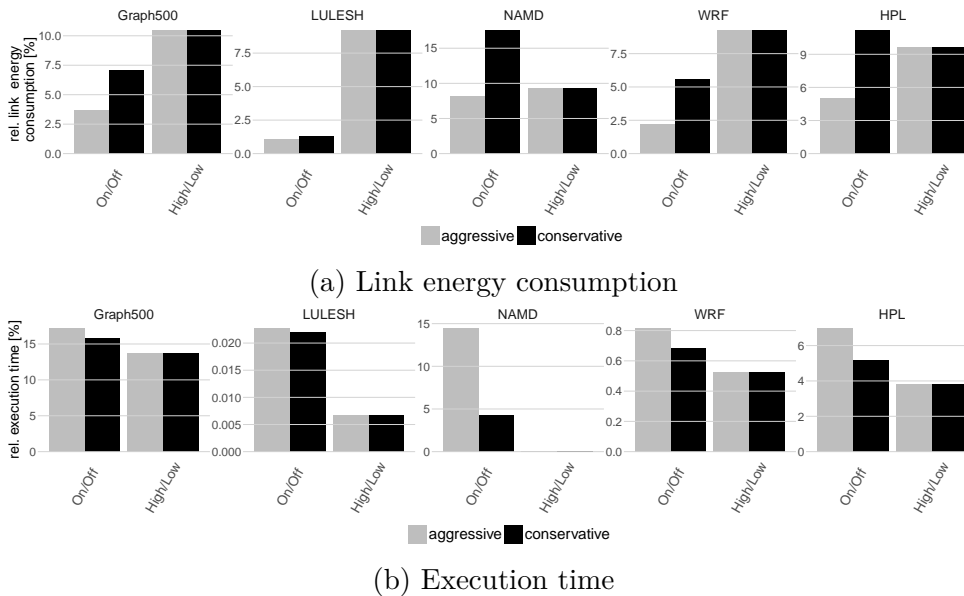 Graph500 LULESH NAMD WRF HPL
rel. link energy
consumption [%]
10.0 7.5 5.0 2.5 0.0
7.5 5.0 2.5 0.0
15 10 5 0
7.5 5.0 2.5 0.0
9 6 3 0
On/Off High/Low On/Off High/Low On/Off High/Low On/Off High/Low On/Off High/Low
aggressive conservative
(a) Link energy consumption
Graph500 LULESH NAMD WRF HPL
rel. execution time [%]
15 10 5 0
0.020 0.015 0.010 0.005 0.000
15 10 5 0
0.8 0.6 0.4 0.2 0.0
6 4 2 0
On/Off High/Low On/Off High/Low On/Off High/Low On/Off High/Low On/Off High/Low
aggressive conservative
(b) Execution time